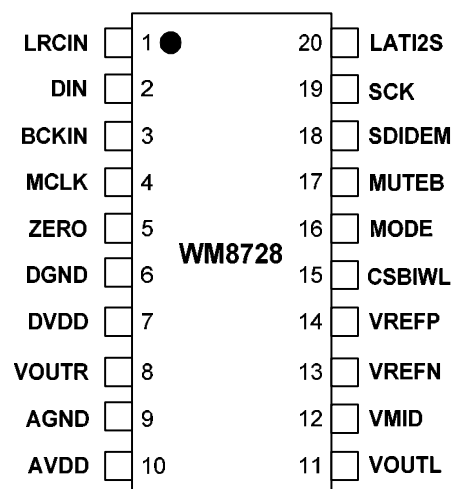 LRCIN 1 20 LATI2S
DIN 2 19 SCK
BCKIN 3 18 SDIDEM
MCLK 4 17 MUTEB
ZERO 5 16 MODE
WM8728
DGND 6 15 CSBIWL
DVDD 7 14 VREFP
VOUTR 8 13 VREFN
AGND 9 12 VMID
AVDD 10 11 VOUTL